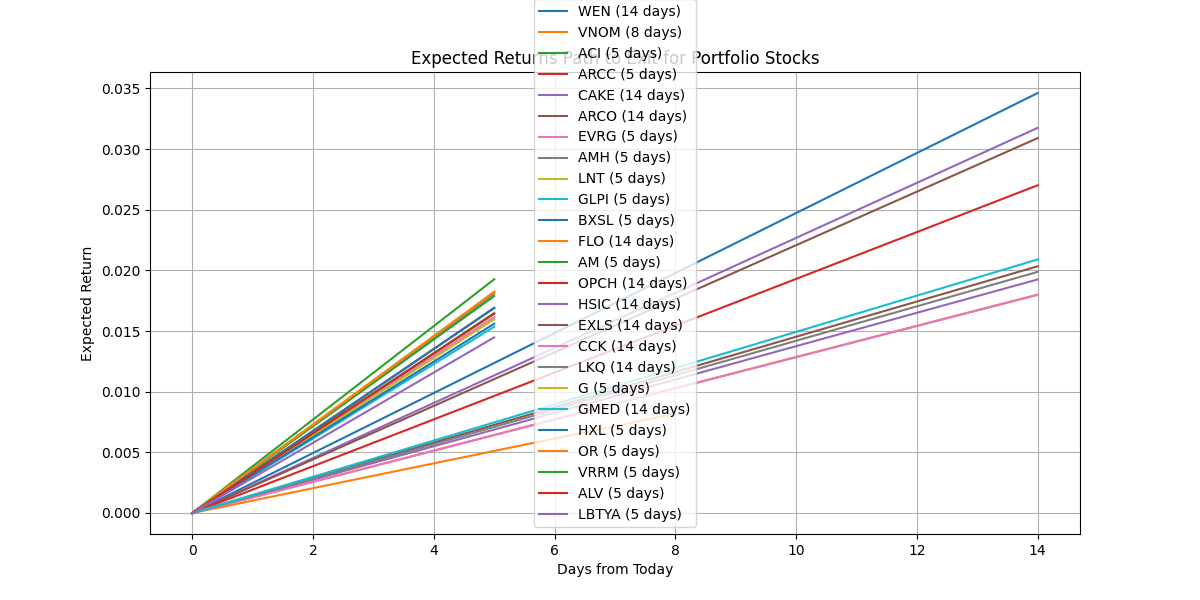 Expected Returns Path to Exit for Portfolio Stocks
WEN (14 days)
VNOM (8 days)
ACI (5 days)
ARCC (5 days)
CAKE (14 days)
ARCO (14 days)
EVRG (5 days)
AMH (5 days)
LNT (5 days)
GLPI (5 days)
BXSL (5 days)
FLO (14 days)
AM (5 days)
OPCH (14 days)
HSIC (14 days)
EXLS (14 days)
CCK (14 days)
LKQ (14 days)
G (5 days)
GMED (14 days)
HXL (5 days)
OR (5 days)
VRRM (5 days)
ALV (5 days)
LBTYA (5 days)
Expected Return
0.035
0.030
0.025
0.020
0.015
0.010
0.005
0.000
0 2 4 6 8 10 12 14
Days from Today